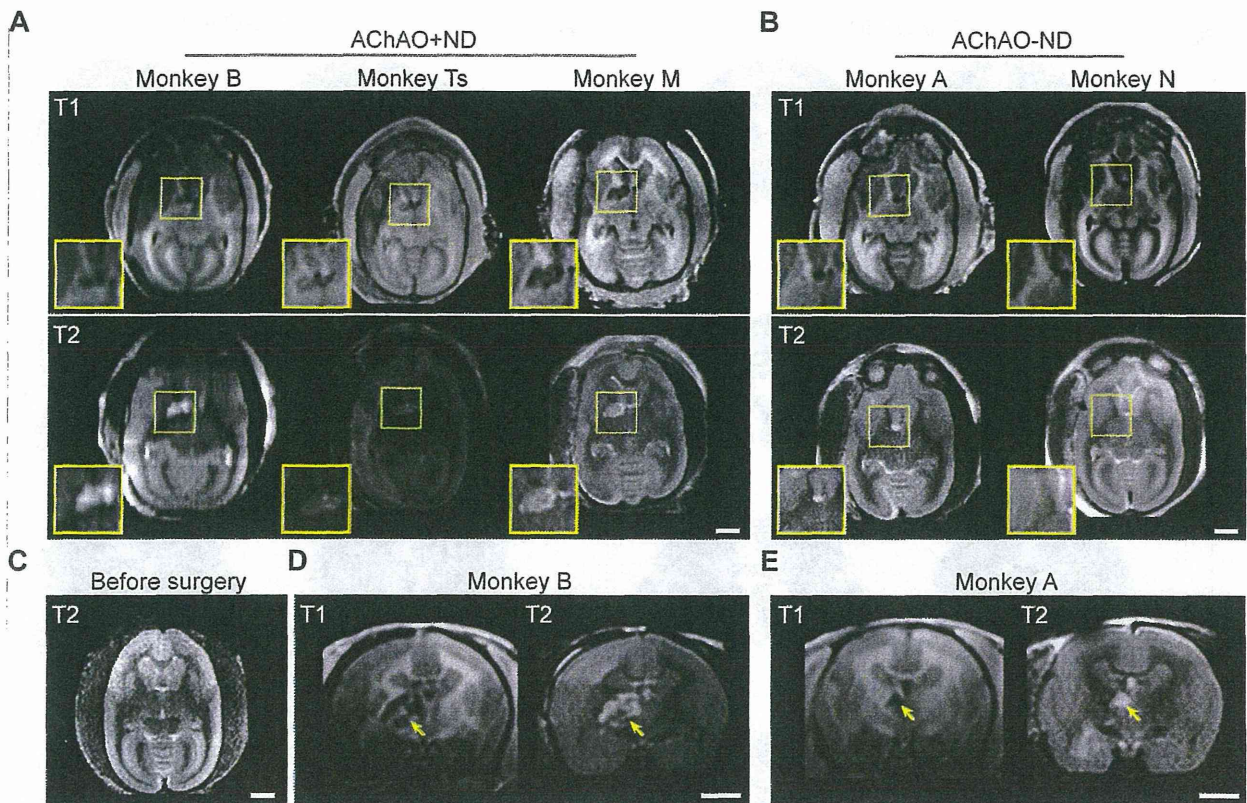 A
B
AChAO+ND
AChAO-ND
Monkey B
Monkey Ts
Monkey M
Monkey A
Monkey N
T1
T1
T2
T2
C
D
E
Before surgery
Monkey B
Monkey A
T2
T1
T2
T1
T2